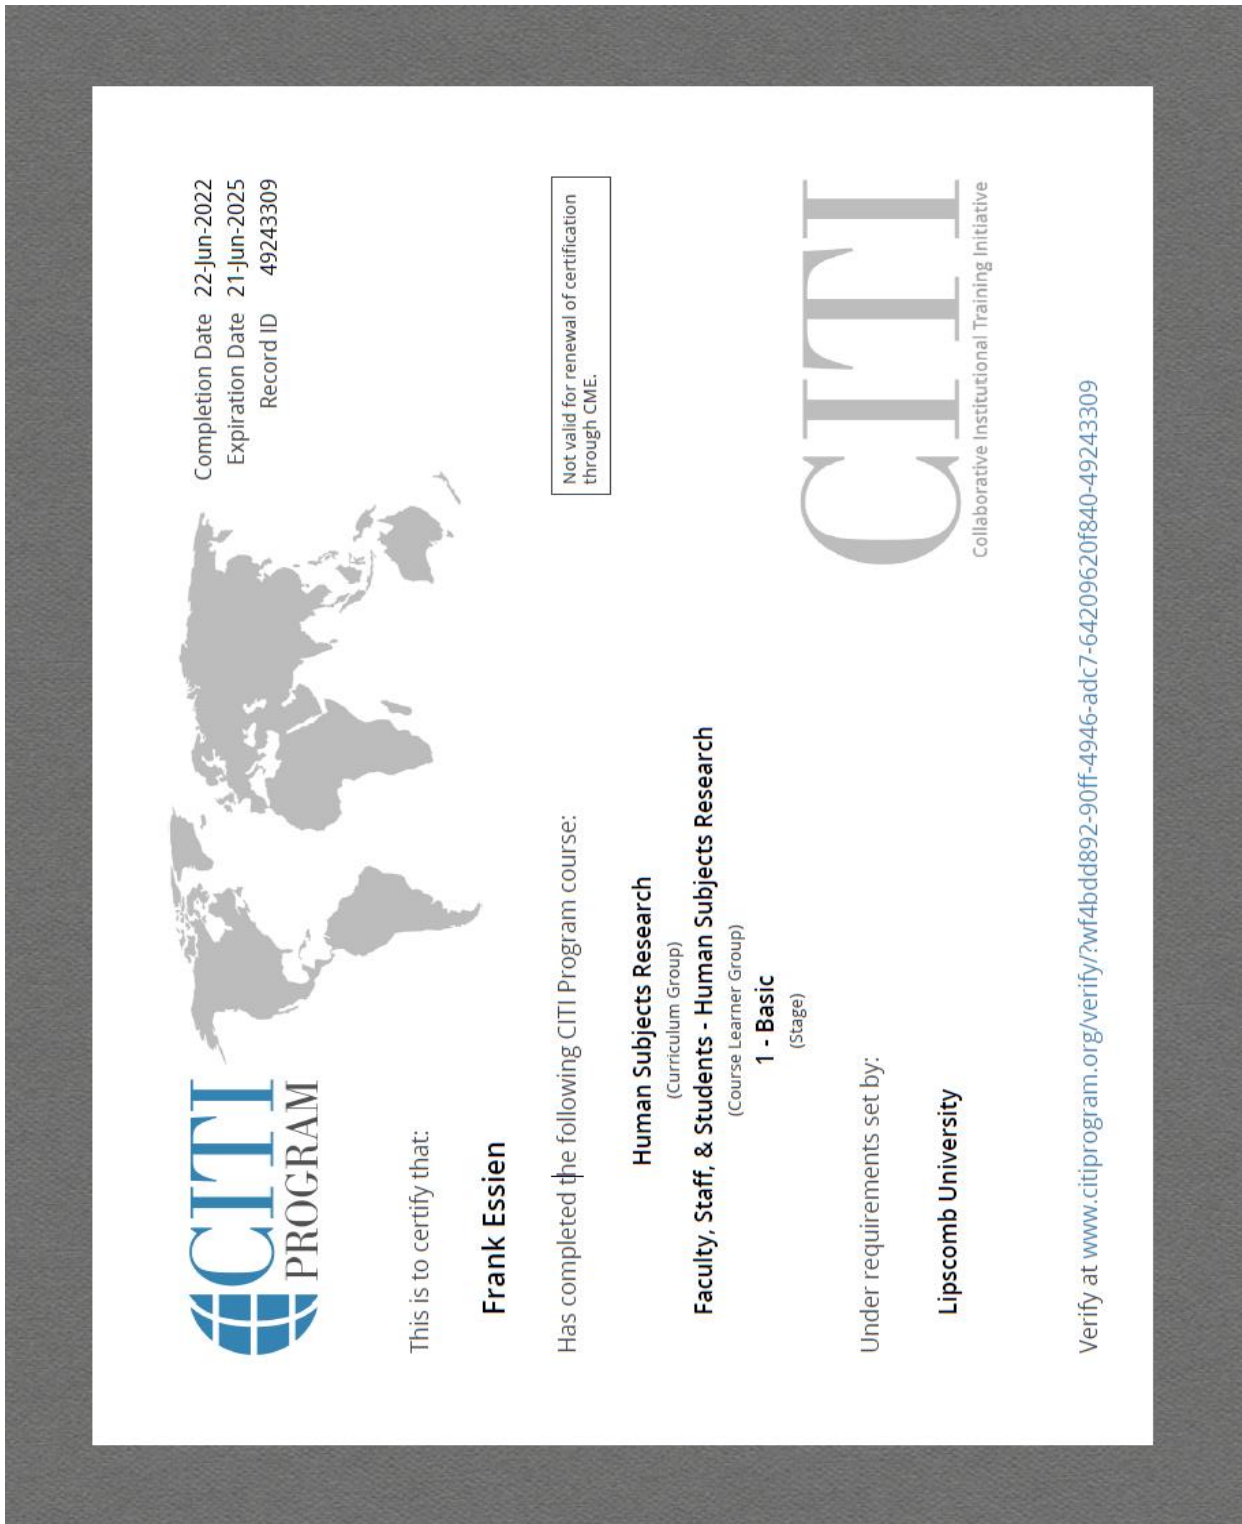 CITI
PROGRAM
Completion Date 22-Jun-2022
Expiration Date 21-Jun-2025
Record ID 49243309
This is to certify that:
Frank Essien
Has completed the following CITI Program course:
Not valid for renewal of certification
through CME.
Human Subjects Research
(Curriculum Group)
Faculty, Staff, & Students - Human Subjects Research
(Course Learner Group)
1 - Basic
(Stage)
Under requirements set by:
Lipscomb University
CITI
Collaborative Institutional Training Initiative
Verify at www.citiprogram.org/verify/?wf4bdd892-90ff-4946-adc7-64209620f840-49243309